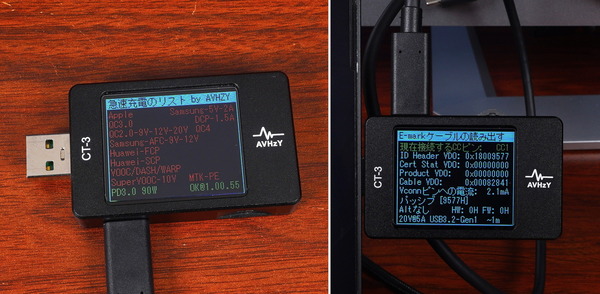 急速充電のリスト by AVHZY
Apple Samsung-5V-2A
QC3.0 DCP-1.5A
QC2.0-9V-12V-20V QC4
Samsung-AFC-9V-12V
Huawei-FCP
Huawei-SCP
VOOC/DASH/WARP
SuperVOOC-10V MTK-PE
PD3.0 90W OK@1.00.55
CT-3
AVHzY
E-markケーブルの読み出す
現在接続するCCピン: CC1
ID Header VDO: 0x18009577
Cert Stat VDO: 0x00000000
Product VDO: 0x00000000
Cable VDO: 0x00082841
Vconnピンへの電流: 2.1mA
パッシブ [9577H]
Altなし HW: 0H FW: 0H
20V@5A USB3.2-Gen1 ~1m
CT-3
AVHzY